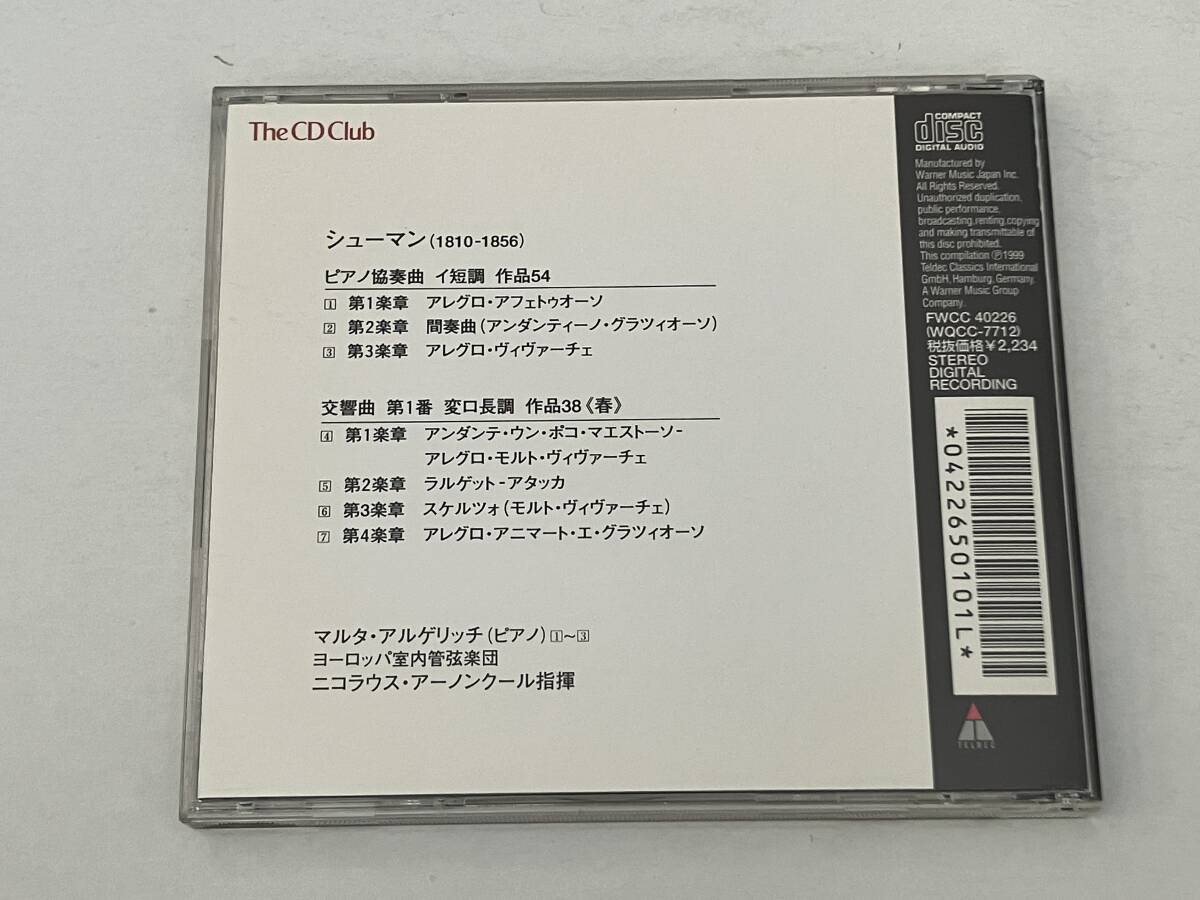 The CD Club
シューマン(1810-1856)
ピアノ協奏曲 イ短調 作品54
1 第1楽章 アレグロ・アフェトゥオーソ
2 第2楽章 間奏曲(アンダンティーノ・グラツィオーソ)
3 第3楽章 アレグロ・ヴィヴァーチェ
交響曲 第1番 変ロ長調 作品38《春》
4 第1楽章 アンダンテ・ウン・ポコ・マエストーソ-
アレグロ・モルト・ヴィヴァーチェ
5 第2楽章 ラルゲット-アタッカ
6 第3楽章 スケルツォ(モルト・ヴィヴァーチェ)
7 第4楽章 アレグロ・アニマート・エ・グラツィオーソ
マルタ・アルゲリッチ(ピアノ)1～3
ヨーロッパ室内管弦楽団
ニコラウス・アーノンクール指揮
COMPACT
disc
DIGITAL AUDIO
Manufactured by
Warner Music Japan Inc.
All Rights Reserved.
Unauthorized duplication,
public performance,
broadcasting,renting,copying
and making transmittable of
this disc prohibited.
This compilation ℗1999
Teldec Classics International
GmbH, Hamburg, Germany.
A Warner Music Group
Company.
FWCC 40226
(WQCC-7712)
税抜価格￥2,234
STEREO
DIGITAL
RECORDING
*0422650101L*
TELDEC